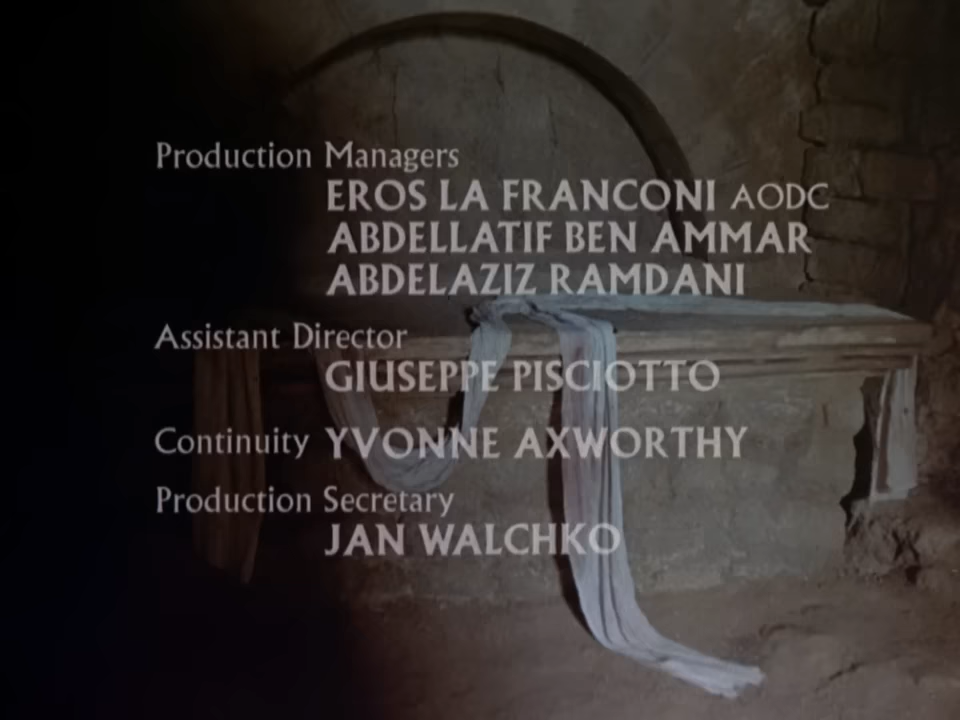 Production Managers
EROS LA FRANCONI AODC
ABDELLATIF BEN AMMAR
ABDELAZIZ RAMDANI
Assistant Director
GIUSEPPE PISCIOTTO
Continuity YVONNE AXWORTHY
Production Secretary
JAN WALCHKO